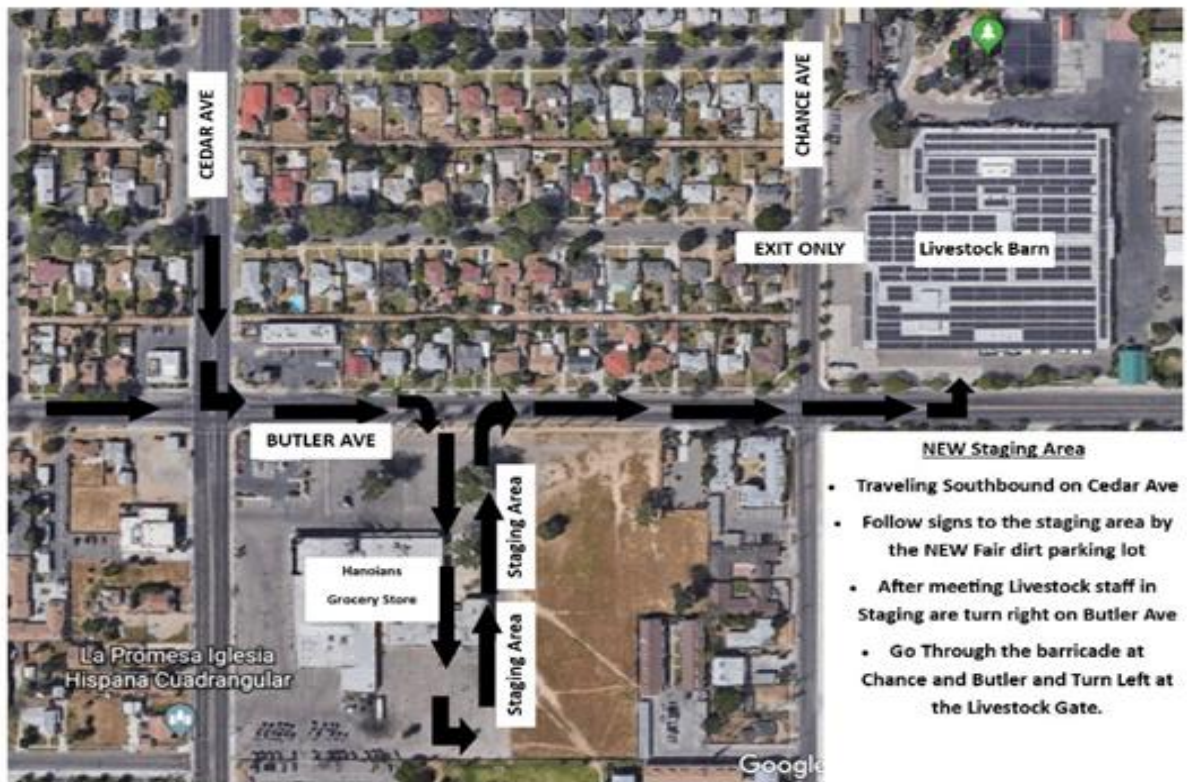 CEDAR AVE
CHANCE AVE
EXIT ONLY
Livestock Barn
BUTLER AVE
NEW Staging Area
• Traveling Southbound on Cedar Ave
• Follow signs to the staging area by
the NEW Fair dirt parking lot
• After meeting Livestock staff in
Staging are turn right on Butler Ave
• Go Through the barricade at
Chance and Butler and Turn Left at
the Livestock Gate.
Staging Area
Staging Area
Hanoians
Grocery Store
La Promesa Iglesia
Hispana Cuadrangular
Google